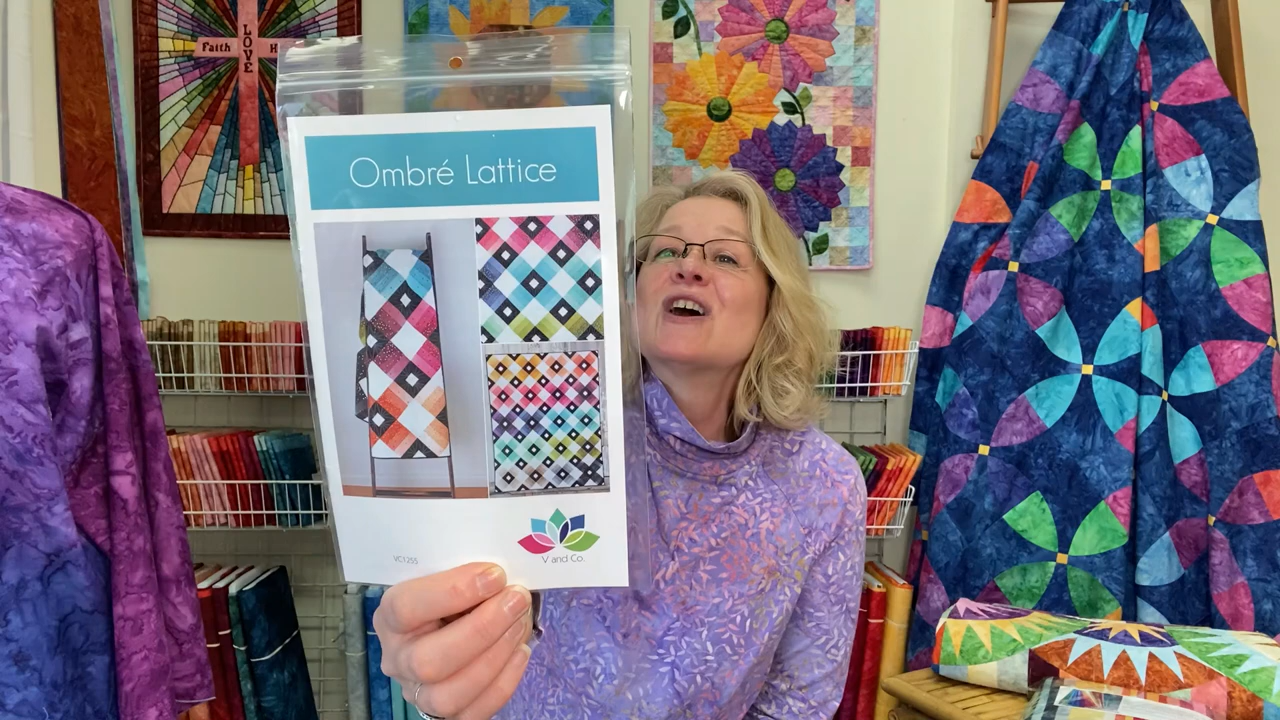 Faith
LOVE
Ombré Lattice
VC1255
V and Co.